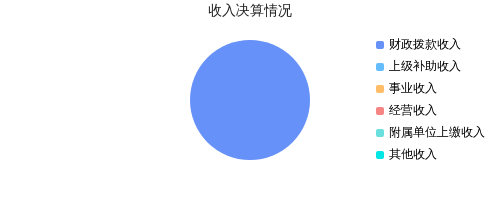 收入决算情况
财政拨款收入
上级补助收入
事业收入
经营收入
附属单位上缴收入
其他收入